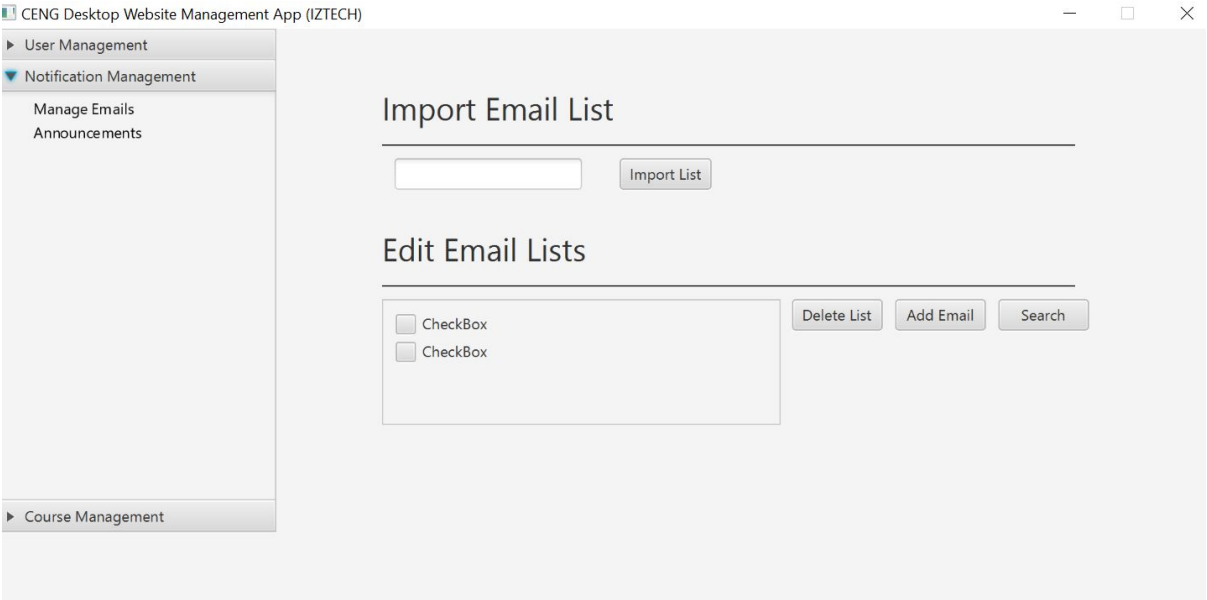 CENG Desktop Website Management App (IZTECH)
User Management
Notification Management
Manage Emails
Announcements
Course Management
Import Email List
Import List
Edit Email Lists
CheckBox
CheckBox
Delete List
Add Email
Search